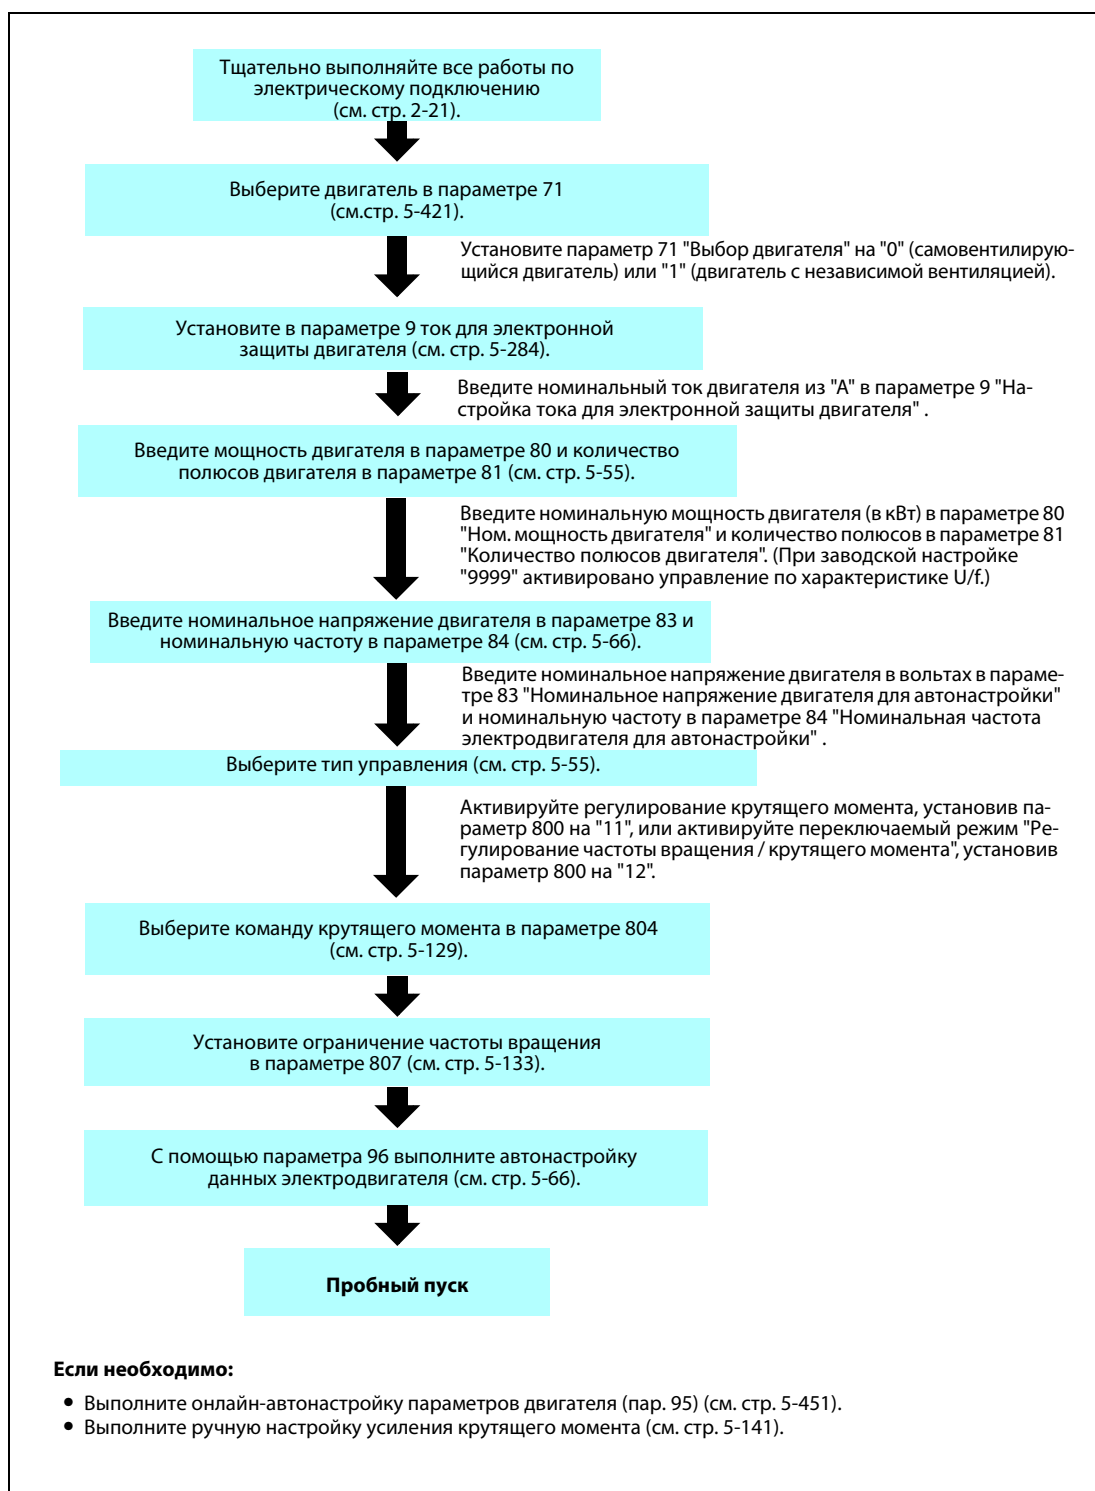 Тщательно выполняйте все работы по
электрическому подключению
(см. стр. 2-21).
Выберите двигатель в параметре 71
(см.стр. 5-421).
Установите параметр 71 "Выбор двигателя" на "0" (самовентилирую-
щийся двигатель) или "1" (двигатель с независимой вентиляцией).
Установите в параметре 9 ток для электронной
защиты двигателя (см. стр. 5-284).
Введите номинальный ток двигателя из "А" в параметре 9 "На-
стройка тока для электронной защиты двигателя" .
Введите мощность двигателя в параметре 80 и количество
полюсов двигателя в параметре 81 (см. стр. 5-55).
Введите номинальную мощность двигателя (в кВт) в параметре 80
"Ном. мощность двигателя" и количество полюсов в параметре 81
"Количество полюсов двигателя". (При заводской настройке
"9999" активировано управление по характеристике U/f.)
Введите номинальное напряжение двигателя в параметре 83 и
номинальную частоту в параметре 84 (см. стр. 5-66).
Введите номинальное напряжение двигателя в вольтах в параме-
тре 83 "Номинальное напряжение двигателя для автонастройки"
и номинальную частоту в параметре 84 "Номинальная частота
электродвигателя для автонастройки" .
Выберите тип управления (см. стр. 5-55).
Активируйте регулирование крутящего момента, установив па-
раметр 800 на "11", или активируйте переключаемый режим "Ре-
гулирование частоты вращения / крутящего момента", установив
параметр 800 на "12".
Выберите команду крутящего момента в параметре 804
(см. стр. 5-129).
Установите ограничение частоты вращения
в параметре 807 (см. стр. 5-133).
С помощью параметра 96 выполните автонастройку
данных электродвигателя (см. стр. 5-66).
Пробный пуск
Если необходимо:
● Выполните онлайн-автонастройку параметров двигателя (пар. 95) (см. стр. 5-451).
● Выполните ручную настройку усиления крутящего момента (см. стр. 5-141).